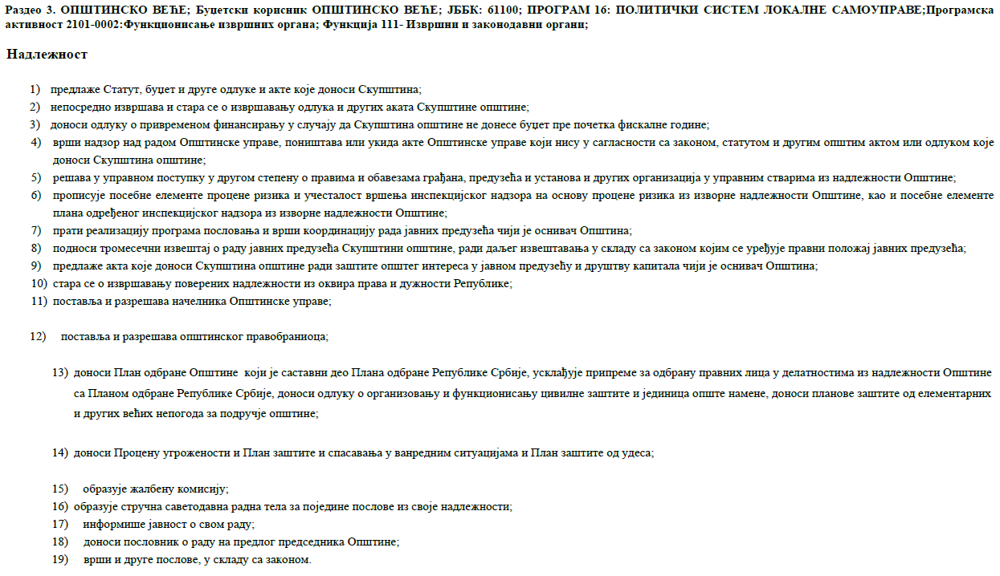 Раздео 3. ОПШТИНСКО ВЕЋЕ; Буџетски корисник ОПШТИНСКО ВЕЋЕ; ЈББК: 61100; ПРОГРАМ 16: ПОЛИТИЧКИ СИСТЕМ ЛОКАЛНЕ САМОУПРАВЕ;Програмска
активност 2101-0002:Функционисање извршних органа; Функција 111- Извршни и законодавни органи;
Надлежност
1) предлаже Статут, буџет и друге одлуке и акте које доноси Скупштина;
2) непосредно извршава и стара се о извршавању одлука и других аката Скупштине општине;
3) доноси одлуку о привременом финансирању у случају да Скупштина општине не донесе буџет пре почетка фискалне године;
4) врши надзор над радом Општинске управе, поништава или укида акте Општинске управе који нису у сагласности са законом, статутом и другим општим актом или одлуком које
доноси Скупштина општине;
5) решава у управном поступку у другом степену о правима и обавезама грађана, предузећа и установа и других организација у управним стварима из надлежности Општине;
6) прописује посебне елементе процене ризика и учесталост вршења инспекцијског надзора на основу процене ризика из изворне надлежности Општине, као и посебне елементе
плана одређеног инспекцијског надзора из изворне надлежности Општине;
7) прати реализацију програма пословања и врши координацију рада јавних предузећа чији је оснивач Општина;
8) подноси тромесечни извештај о раду јавних предузећа Скупштини општине, ради даљег извештавања у складу са законом којим се уређује правни положај јавних предузећа;
9) предлаже акта које доноси Скупштина општине ради заштите општег интереса у јавном предузећу и друштву капитала чији је оснивач Општина;
10) стара се о извршавању поверених надлежности из оквира права и дужности Републике;
11) поставља и разрешава начелника Општинске управе;
12) поставља и разрешава општинског правобраниоца;
13) доноси План одбране Општине који је саставни део Плана одбране Републике Србије, усклађује припреме за одбрану правних лица у делатностима из надлежности Општине
са Планом одбране Републике Србије, доноси одлуку о организовању и функционисању цивилне заштите и јединица опште намене, доноси планове заштите од елементарних
и других већих непогода за подручје општине;
14) доноси Процену угрожености и План заштите и спасавања у ванредним ситуацијама и План заштите од удеса;
15) образује жалбену комисију;
16) образује стручна саветодавна радна тела за поједине послове из своје надлежности;
17) информише јавност о свом раду;
18) доноси пословник о раду на предлог председника Општине;
19) врши и друге послове, у складу са законом.